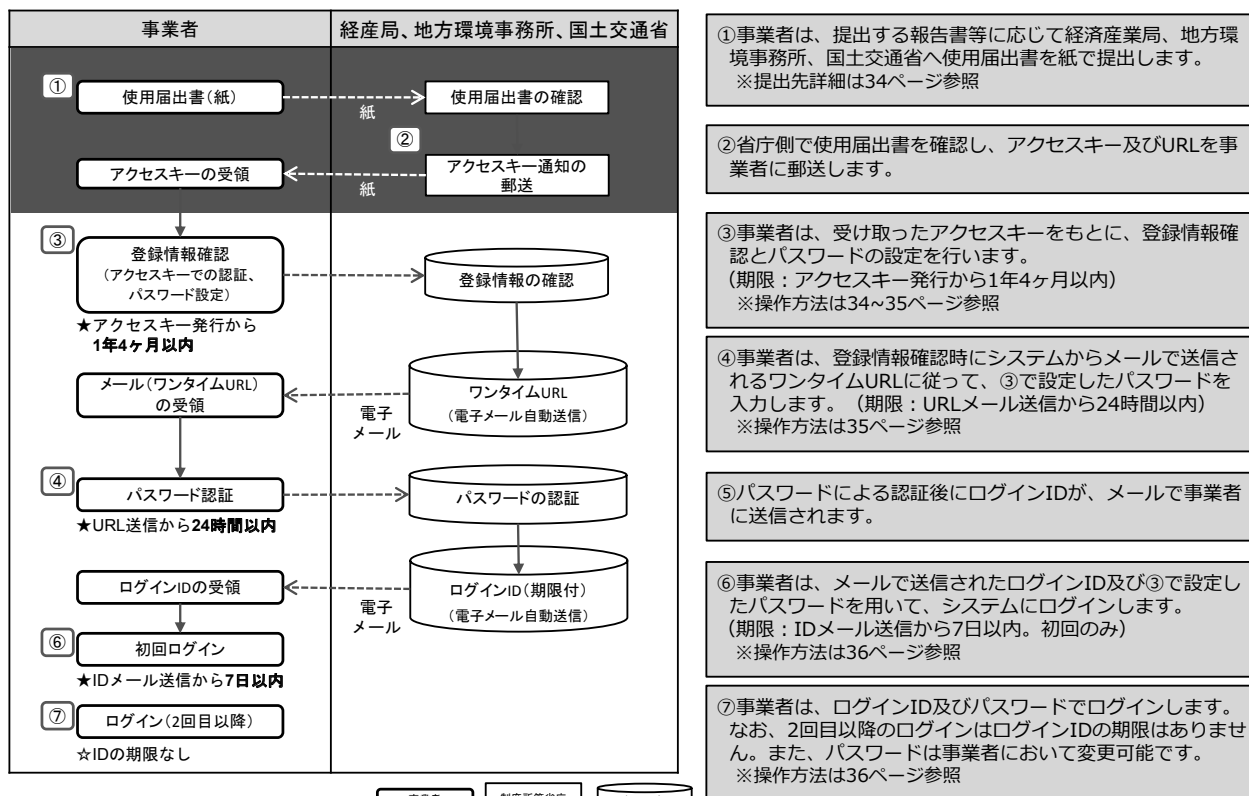 事業者
経産局、地方環境事務所、国土交通省
①
使用届出書(紙)
紙
使用届出書の確認
②
アクセスキーの受領
紙
アクセスキー通知の
郵送
③
登録情報確認
(アクセスキーでの認証、
パスワード設定)
登録情報の確認
★アクセスキー発行から
1年4ヶ月以内
メール(ワンタイムURL)
の受領
電子
メール
ワンタイムURL
(電子メール自動送信)
④
パスワード認証
パスワードの認証
★URL送信から24時間以内
ログインIDの受領
電子
メール
ログインID(期限付)
(電子メール自動送信)
⑥
初回ログイン
★IDメール送信から7日以内
⑦
ログイン(2回目以降)
☆IDの期限なし
①事業者は、提出する報告書等に応じて経済産業局、地方環
境事務所、国土交通省へ使用届出書を紙で提出します。
※提出先詳細は34ページ参照
②省庁側で使用届出書を確認し、アクセスキー及びURLを事
業者に郵送します。
③事業者は、受け取ったアクセスキーをもとに、登録情報確
認とパスワードの設定を行います。
(期限:アクセスキー発行から1年4ヶ月以内)
※操作方法は34~35ページ参照
④事業者は、登録情報確認時にシステムからメールで送信さ
れるワンタイムURLに従って、③で設定したパスワードを
入力します。(期限:URLメール送信から24時間以内)
※操作方法は35ページ参照
⑤パスワードによる認証後にログインIDが、メールで事業者
に送信されます。
⑥事業者は、メールで送信されたログインID及び③で設定し
たパスワードを用いて、システムにログインします。
(期限:IDメール送信から7日以内。初回のみ)
※操作方法は36ページ参照
⑦事業者は、ログインID及びパスワードでログインします。
なお、2回目以降のログインはログインIDの期限はありませ
ん。また、パスワードは事業者において変更可能です。
※操作方法は36ページ参照